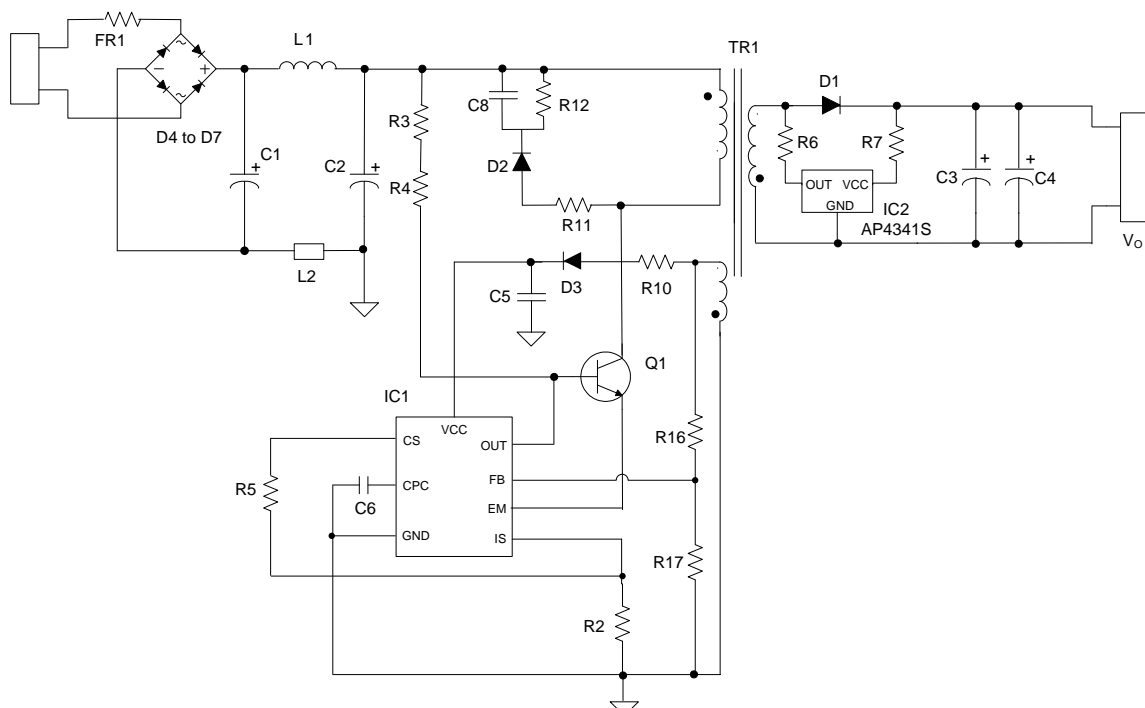 FR1
L1
TR1
D4 to D7
C1
C2
R3
R4
C8
R12
D2
R11
D1
R6
R7
OUT
VCC
GND
IC2
AP4341S
C3
C4
VO
L2
C5
D3
R10
Q1
IC1
VCC
CS
OUT
CPC
FB
EM
GND
IS
R5
C6
R16
R17
R2
+
+
+
+
+
−
~
~